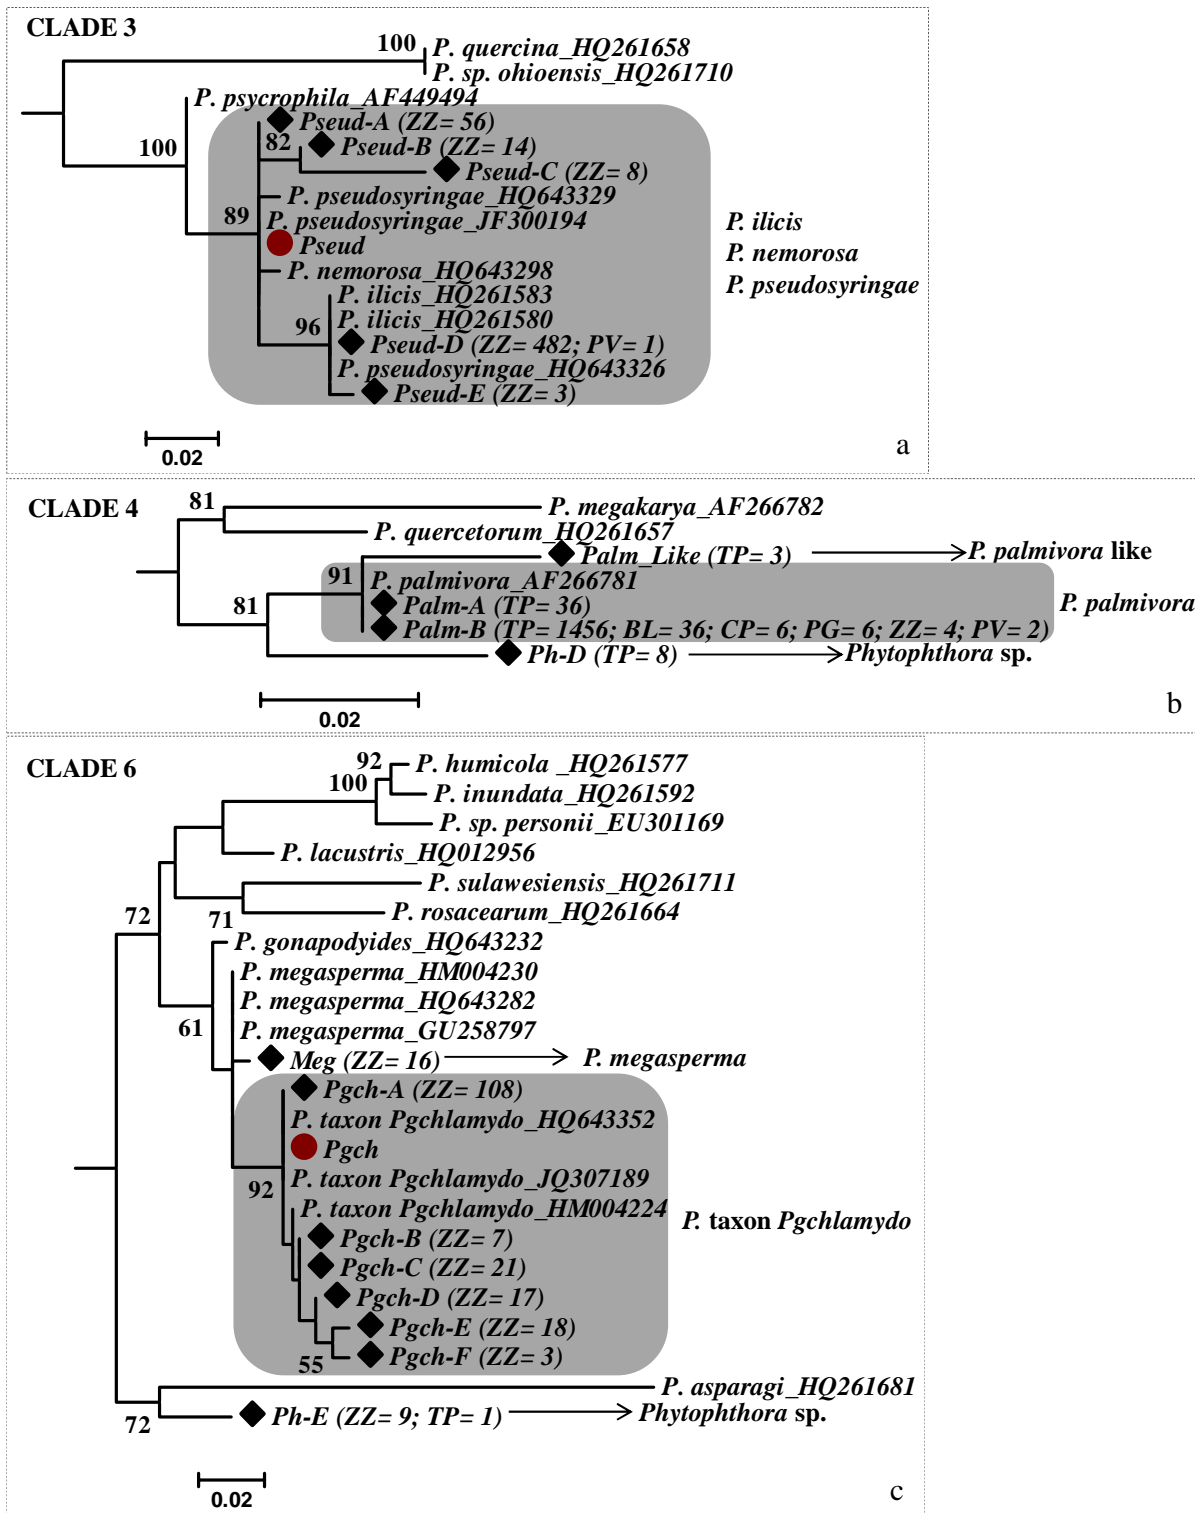 CLADE 3
100
P. quercina_HQ261658
P. sp. ohioensis_HQ261710
P. psycrophila_AF449494
Pseud-A (ZZ= 56)
82
Pseud-B (ZZ= 14)
100
Pseud-C (ZZ= 8)
P. pseudosyringae_HQ643329
89
P. pseudosyringae_JF300194
P. ilicis
Pseud
P. nemorosa
P. nemorosa_HQ643298
P. pseudosyringae
P. ilicis_HQ261583
96
P. ilicis_HQ261580
Pseud-D (ZZ= 482; PV= 1)
P. pseudosyringae_HQ643326
Pseud-E (ZZ= 3)
0.02
a
CLADE 4
81
P. megakarya_AF266782
P. quercetorum_HQ261657
Palm_Like (TP= 3)
P. palmivora like
91
P. palmivora_AF266781
81
Palm-A (TP= 36)
P. palmivora
Palm-B (TP= 1456; BL= 36; CP= 6; PG= 6; ZZ= 4; PV= 2)
Ph-D (TP= 8)
Phytophthora sp.
0.02
b
CLADE 6
92
P. humicola _HQ261577
100
P. inundata_HQ261592
P. sp. personii_EU301169
P. lacustris_HQ012956
P. sulawesiensis_HQ261711
72
71
P. rosacearum_HQ261664
P. gonapodyides_HQ643232
P. megasperma_HM004230
P. megasperma_HQ643282
61
P. megasperma_GU258797
Meg (ZZ= 16)
P. megasperma
Pgch-A (ZZ= 108)
P. taxon Pgchlamydo_HQ643352
Pgch
92
P. taxon Pgchlamydo_JQ307189
P. taxon Pgchlamydo_HM004224
P. taxon Pgchlamydo
Pgch-B (ZZ= 7)
Pgch-C (ZZ= 21)
Pgch-D (ZZ= 17)
Pgch-E (ZZ= 18)
55
Pgch-F (ZZ= 3)
P. asparagi_HQ261681
72
Ph-E (ZZ= 9; TP= 1)
Phytophthora sp.
0.02
c